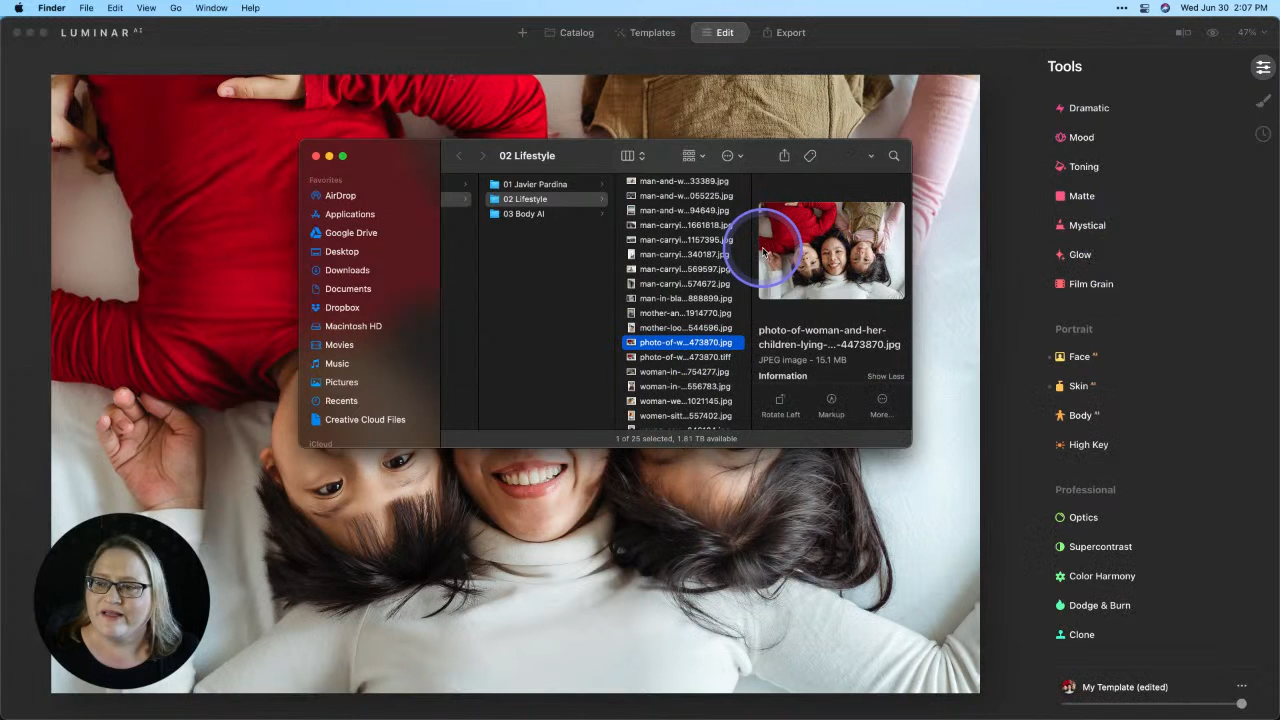 Finder File Edit View Go Window Help
Wed Jun 30 2:07 PM
LUMINAR AI
Catalog Templates Edit Export
47%
Tools
Dramatic
Mood
Toning
Matte
Mystical
Glow
Film Grain
Portrait
Face AI
Skin AI
Body AI
High Key
Professional
Optics
Supercontrast
Color Harmony
Dodge & Burn
Clone
My Template (edited)
02 Lifestyle
Favorites
AirDrop
Applications
Google Drive
Desktop
Downloads
Documents
Dropbox
Macintosh HD
Movies
Music
Pictures
Recents
Creative Cloud Files
iCloud
01 Javier Pardina
02 Lifestyle
03 Body AI
man-and-w...33389.jpg
man-and-w...055225.jpg
man-and-w...94649.jpg
man-carryi...1661818.jpg
man-carryi...1157395.jpg
man-carryi...340187.jpg
man-carryi...569597.jpg
man-carryi...574672.jpg
man-in-bla...888899.jpg
mother-an...1914770.jpg
mother-loo...544596.jpg
photo-of-w...473870.jpg
photo-of-w...473870.tiff
woman-in-...754277.jpg
woman-in-...556783.jpg
woman-we...1021145.jpg
women-sitt...557402.jpg
photo-of-woman-and-her-
children-lying-...-4473870.jpg
JPEG image - 15.1 MB
Information Show Less
Rotate Left Markup More...
1 of 25 selected, 1.81 TB available